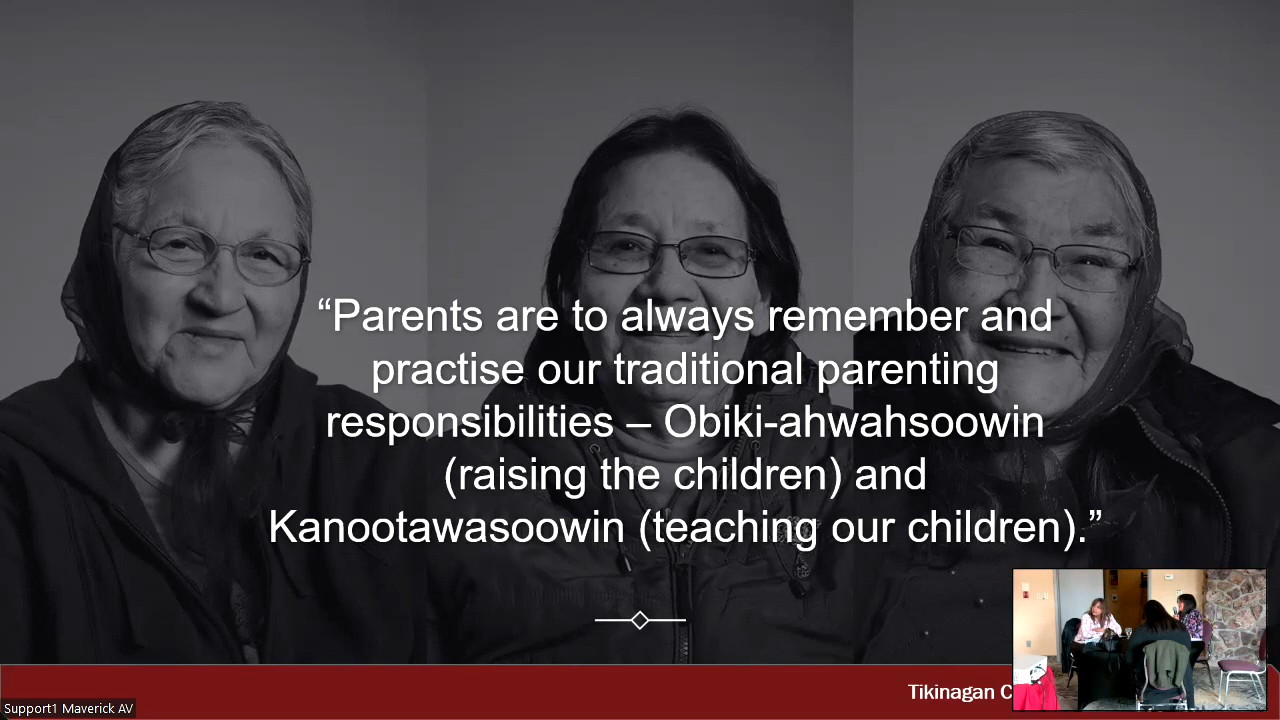 “Parents are to always remember and
practise our traditional parenting
responsibilities – Obiki-ahwahsoowin
(raising the children) and
Kanootawasoowin (teaching our children).”
Tikinagan
Support1 Maverick AV